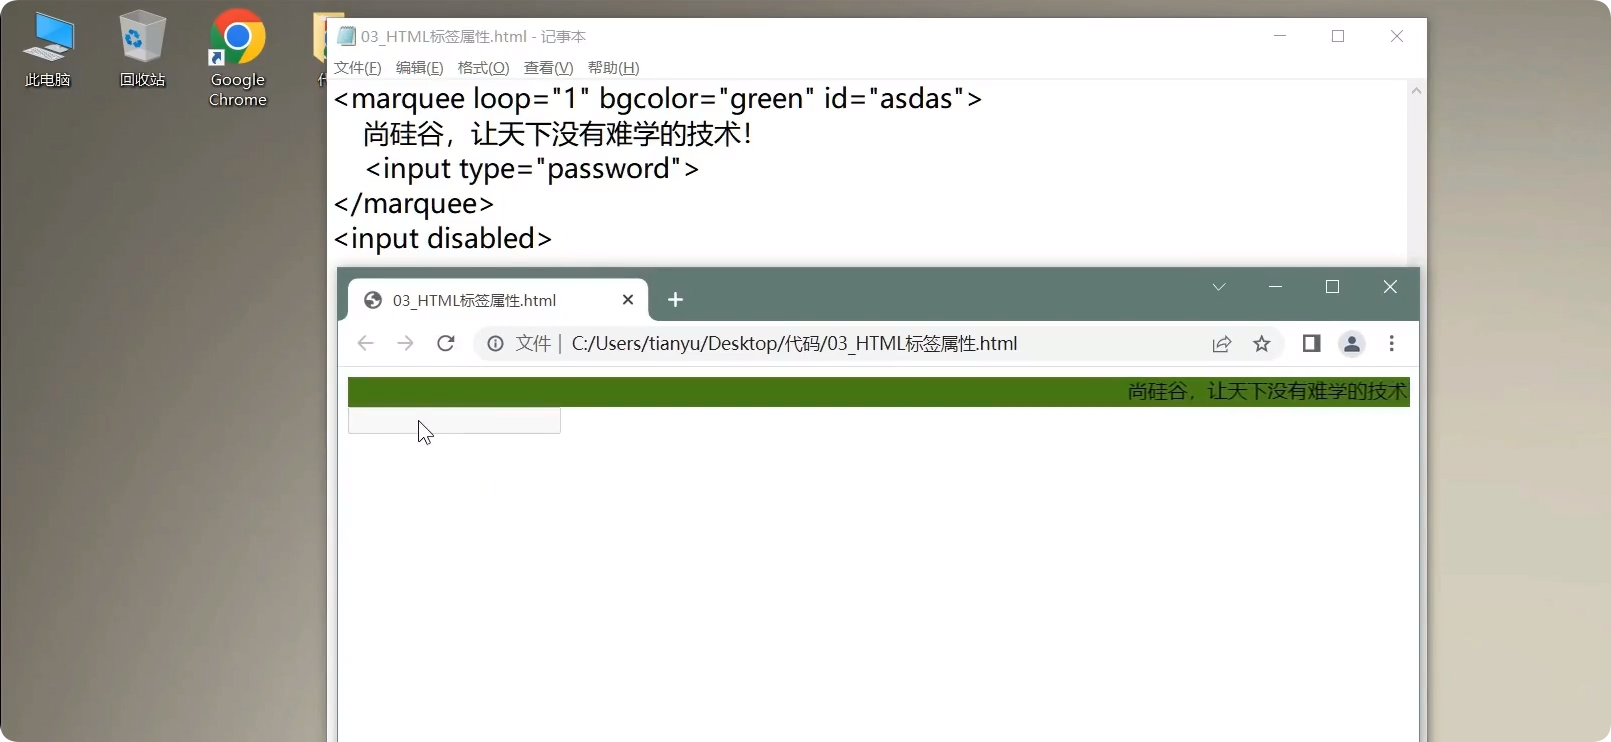 此电脑
回收站
Google
Chrome
03_HTML标签属性.html - 记事本
文件(F) 编辑(E) 格式(O) 查看(V) 帮助(H)
<marquee loop="1" bgcolor="green" id="asdas">
尚硅谷，让天下没有难学的技术！
<input type="password">
</marquee>
<input disabled>
03_HTML标签属性.html
文件 | C:/Users/tianyu/Desktop/代码/03_HTML标签属性.html
尚硅谷，让天下没有难学的技术